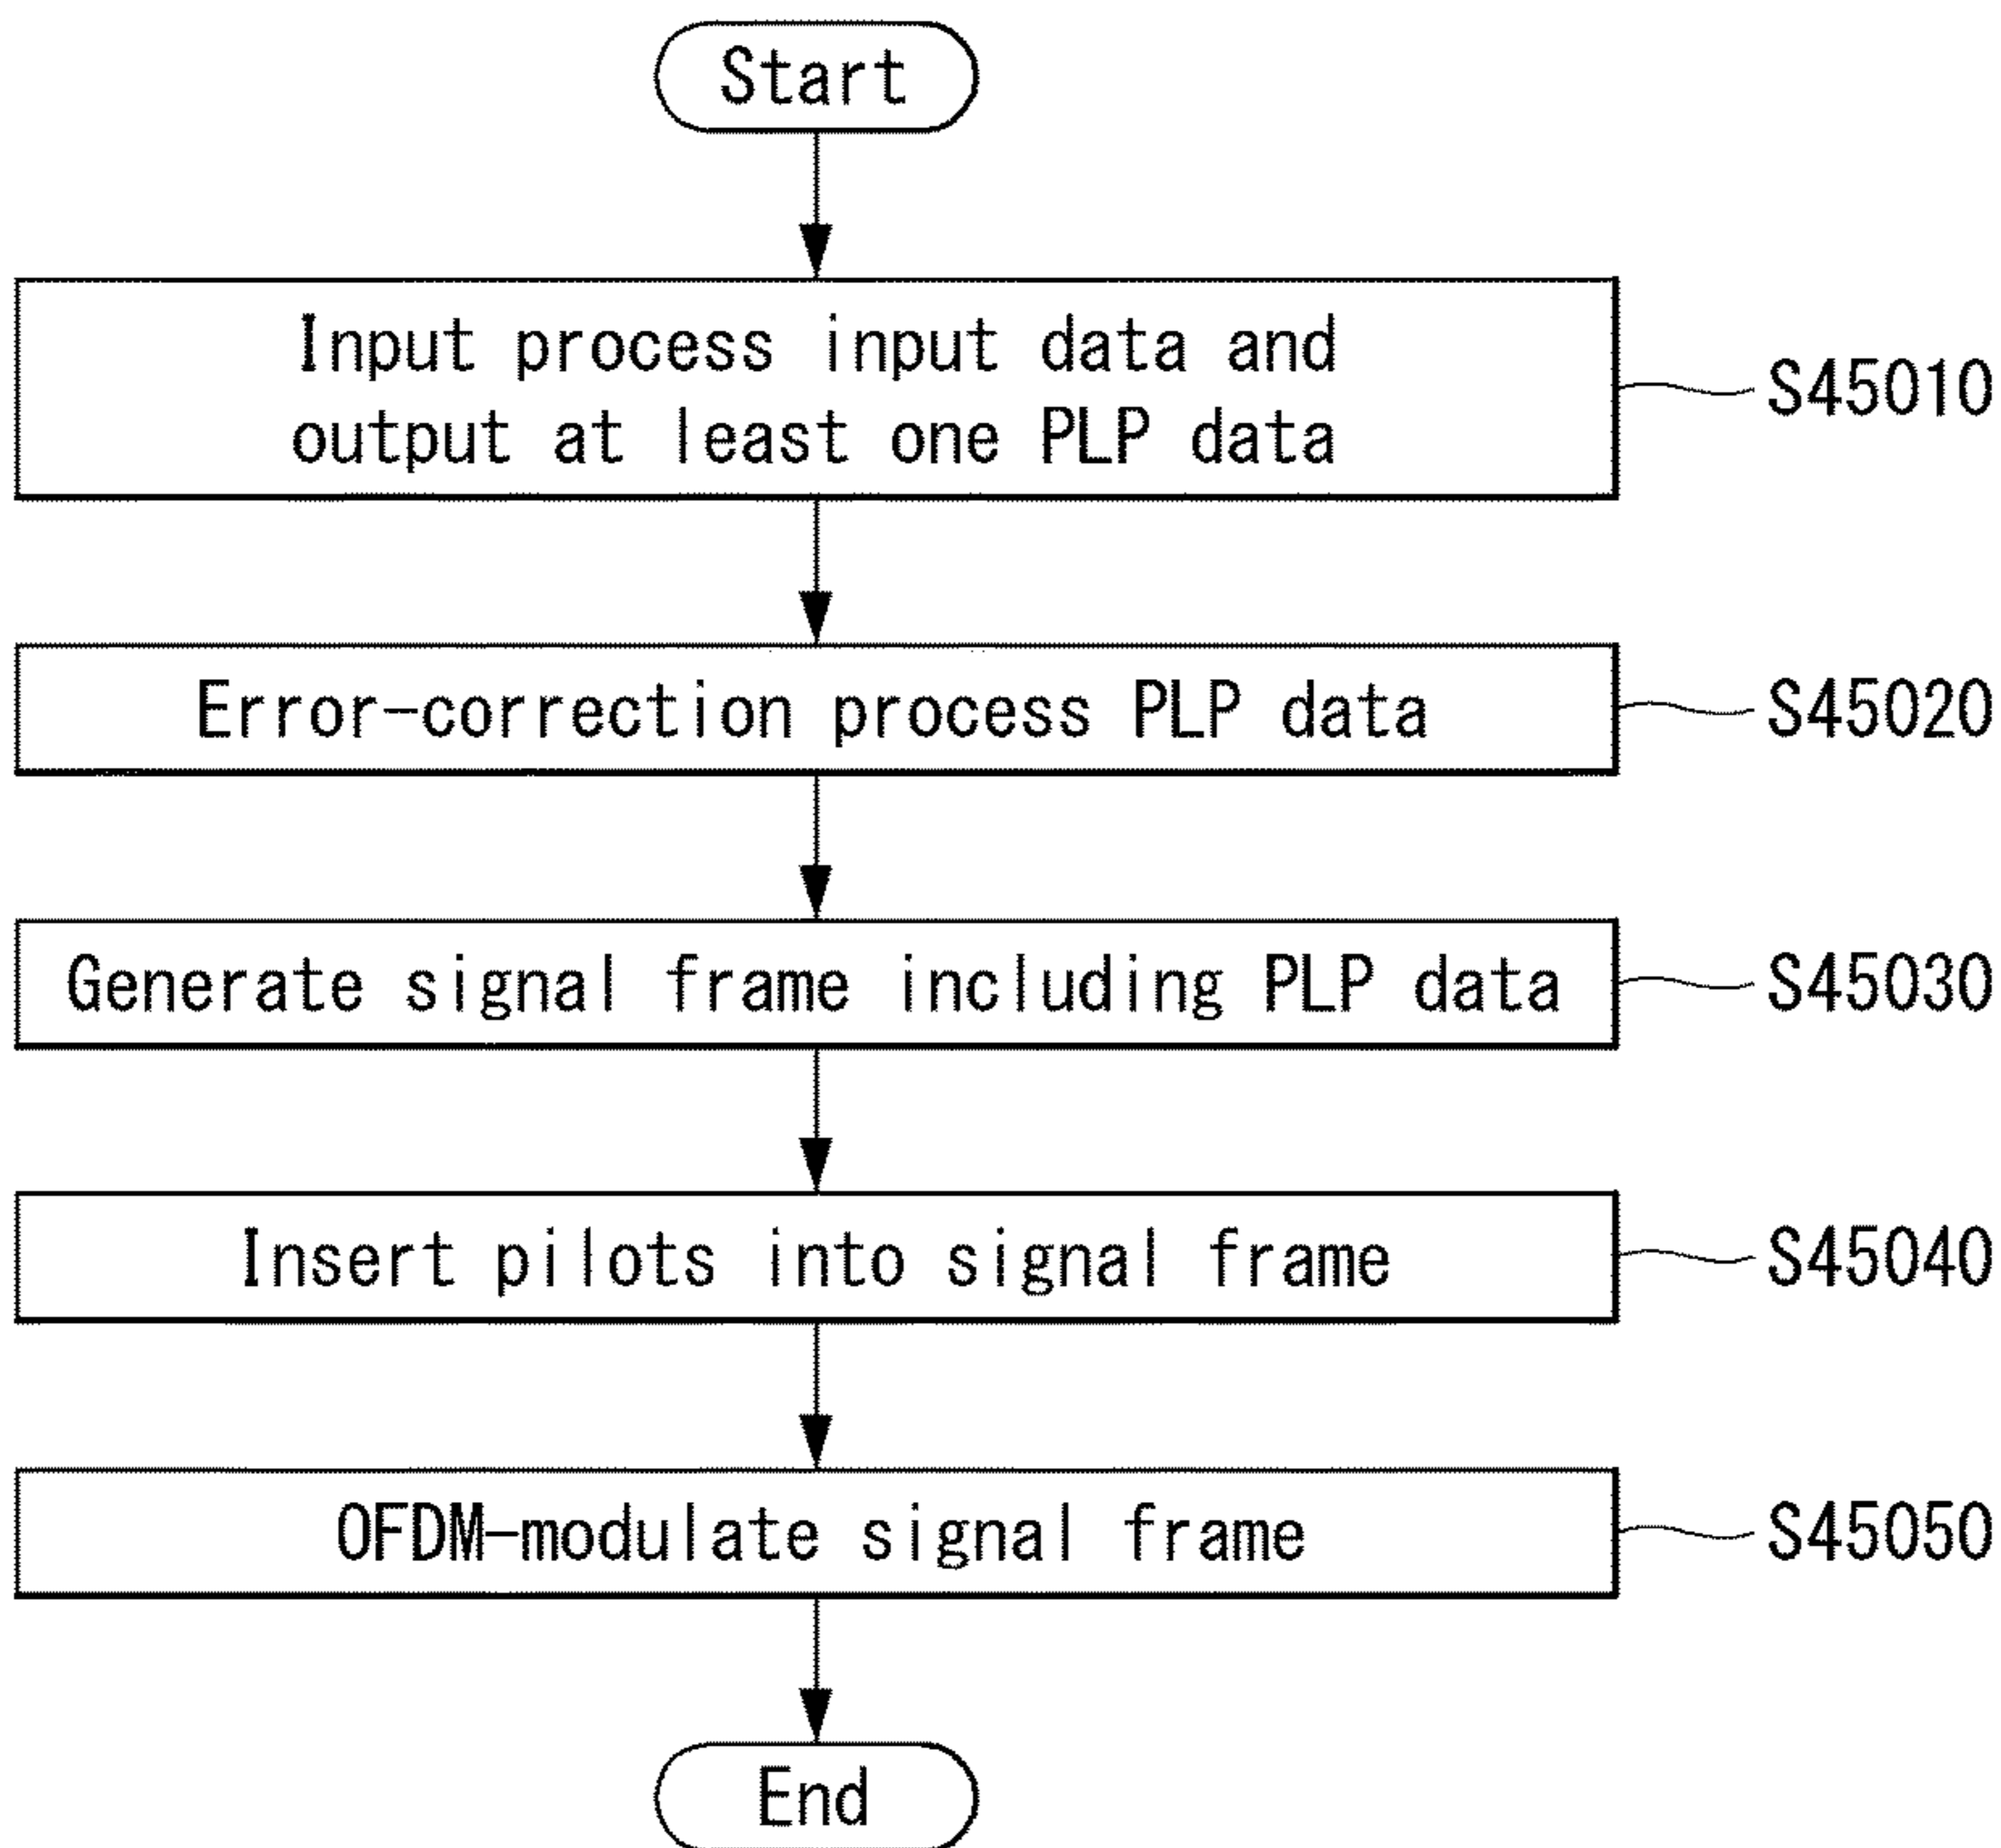 Start
Input process input data and
output at least one PLP data
S45010
Error-correction process PLP data
S45020
Generate signal frame including PLP data
S45030
Insert pilots into signal frame
S45040
OFDM-modulate signal frame
S45050
End